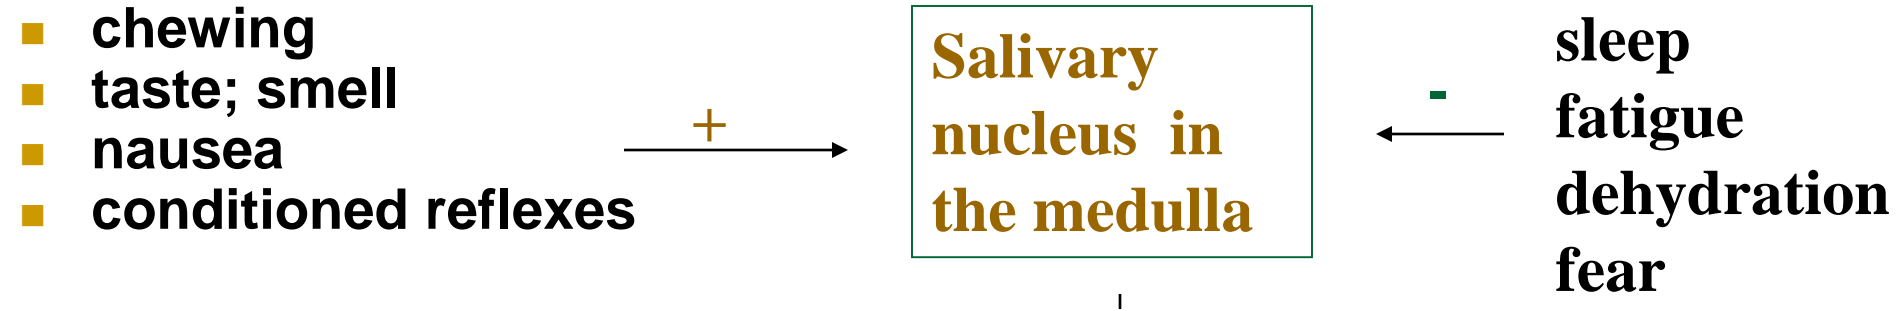 ■ chewing
■ taste; smell
■ nausea
■ conditioned reflexes
+
Salivary
nucleus in
the medulla
-
sleep
fatigue
dehydration
fear